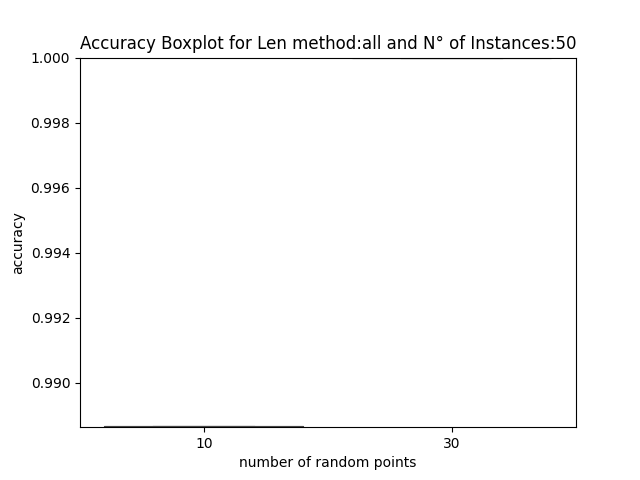 Accuracy Boxplot for Len method:all and N° of Instances:50
1.000
0.998
0.996
0.994
0.992
0.990
accuracy
10 30
number of random points